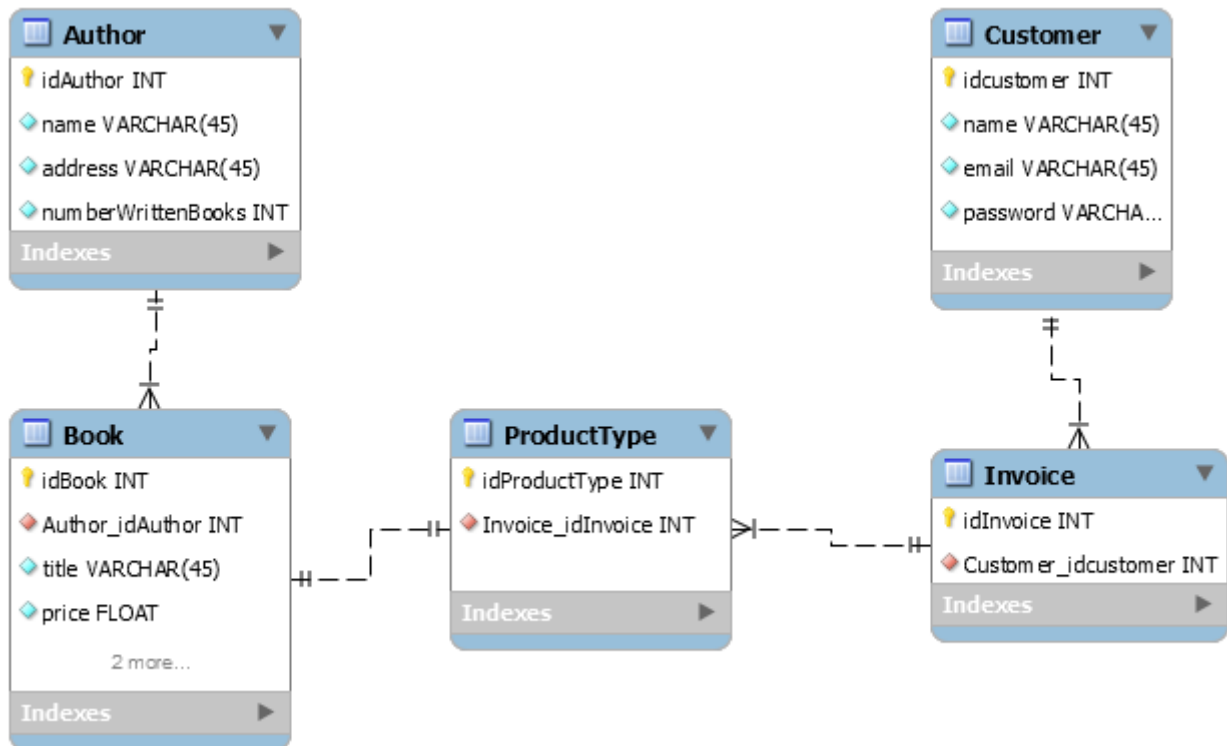 Author
idAuthor INT
name VARCHAR(45)
address VARCHAR(45)
numberWrittenBooks INT
Indexes
Customer
idcustomer INT
name VARCHAR(45)
email VARCHAR(45)
password VARCHA...
Indexes
Book
idBook INT
Author_idAuthor INT
title VARCHAR(45)
price FLOAT
2 more...
Indexes
ProductType
idProductType INT
Invoice_idInvoice INT
Indexes
Invoice
idInvoice INT
Customer_idcustomer INT
Indexes